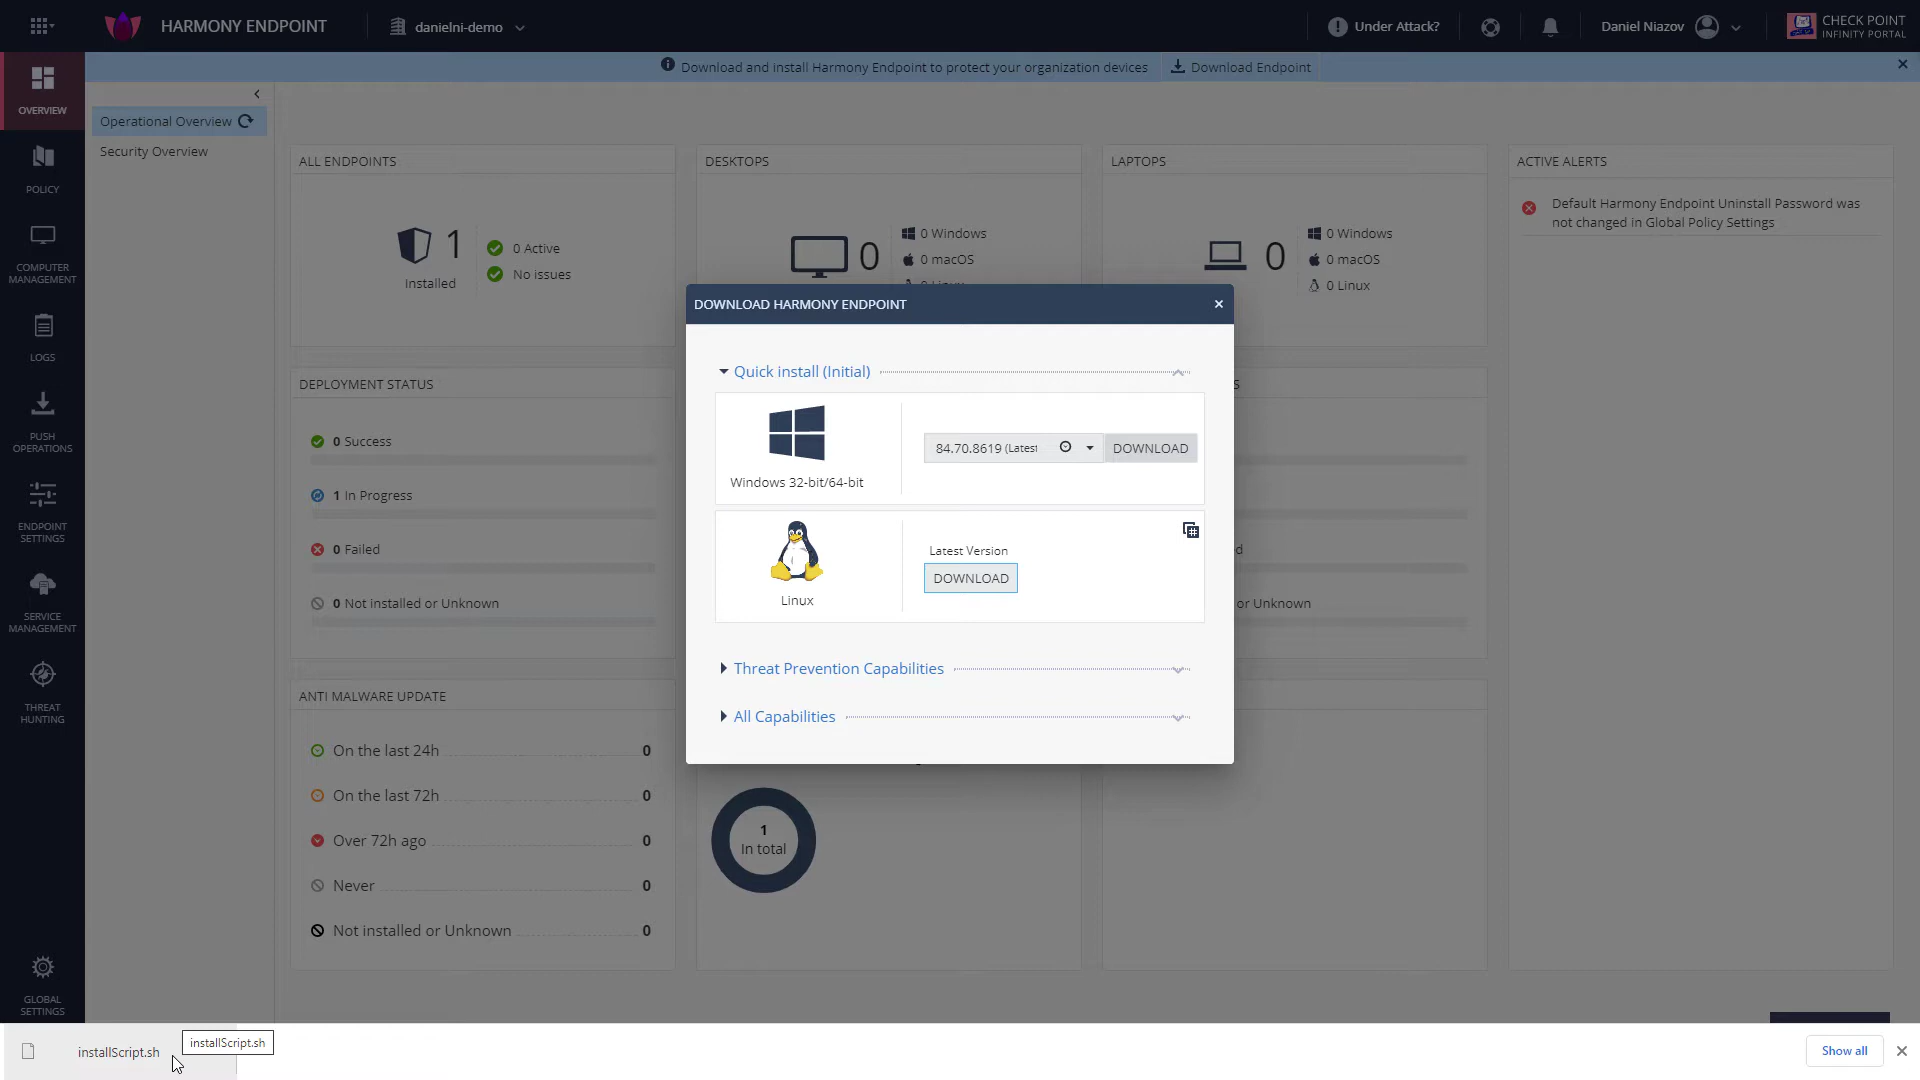 HARMONY ENDPOINT
danielni-demo
Under Attack?
Daniel Niazov
CHECK POINT
INFINITY PORTAL
Download and install Harmony Endpoint to protect your organization devices
Download Endpoint
OVERVIEW
POLICY
COMPUTER
MANAGEMENT
LOGS
PUSH
OPERATIONS
ENDPOINT
SETTINGS
SERVICE
MANAGEMENT
THREAT
HUNTING
GLOBAL
SETTINGS
Operational Overview
Security Overview
ALL ENDPOINTS
1
Installed
0 Active
No issues
DESKTOPS
0
0 Windows
0 macOS
LAPTOPS
0
0 Windows
0 macOS
0 Linux
ACTIVE ALERTS
Default Harmony Endpoint Uninstall Password was
not changed in Global Policy Settings
DEPLOYMENT STATUS
0 Success
1 In Progress
0 Failed
0 Not installed or Unknown
or Unknown
ANTI MALWARE UPDATE
On the last 24h 0
On the last 72h 0
Over 72h ago 0
Never 0
Not installed or Unknown 0
1
In total
DOWNLOAD HARMONY ENDPOINT
Quick install (Initial)
Windows 32-bit/64-bit
84.70.8619 (Latest
DOWNLOAD
Linux
Latest Version
DOWNLOAD
Threat Prevention Capabilities
All Capabilities
installScript.sh
installScript.sh
Show all